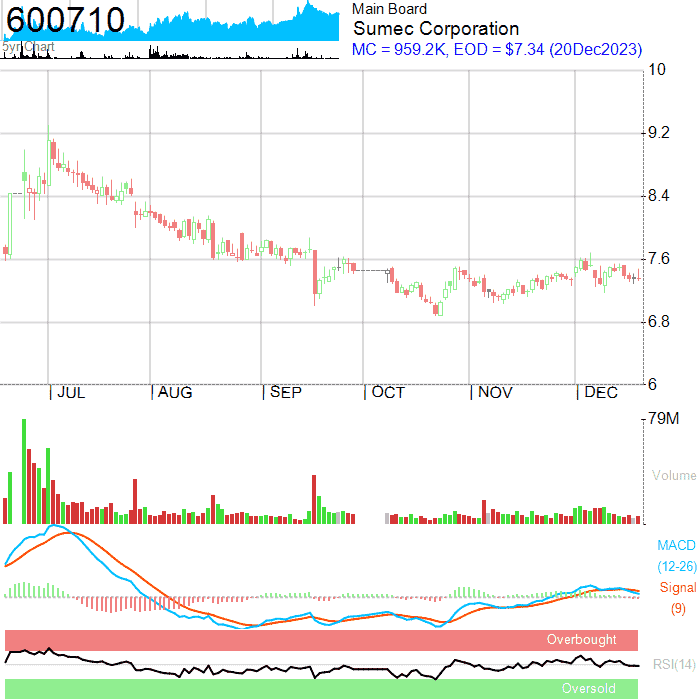 600710
5yr Chart
Main Board
Sumec Corporation
MC = 959.2K, EOD = $7.34 (20Dec2023)
10
9.2
8.4
7.6
6.8
6
JUL
AUG
SEP
OCT
NOV
DEC
79M
Volume
MACD
(12-26)
Signal
(9)
Overbought
RSI(14)
Oversold